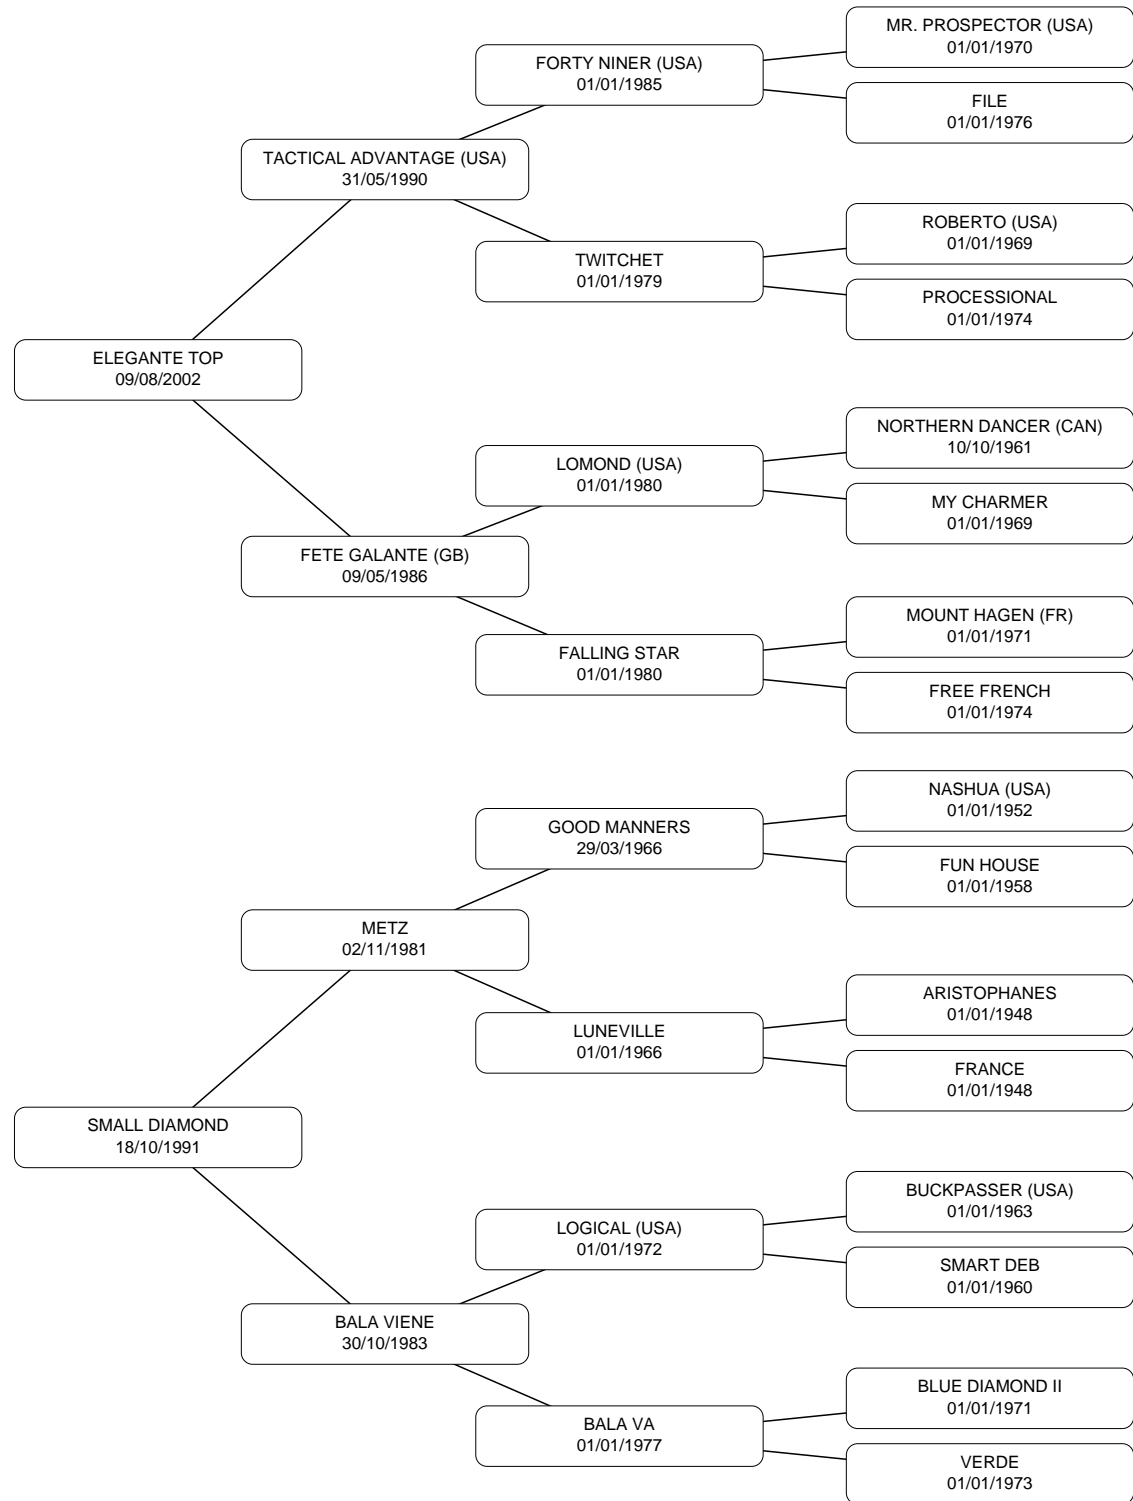 MR. PROSPECTOR (USA)
01/01/1970
FORTY NINER (USA)
01/01/1985
FILE
01/01/1976
TACTICAL ADVANTAGE (USA)
31/05/1990
ROBERTO (USA)
01/01/1969
TWITCHET
01/01/1979
PROCESSIONAL
01/01/1974
ELEGANTE TOP
09/08/2002
NORTHERN DANCER (CAN)
10/10/1961
LOMOND (USA)
01/01/1980
MY CHARMER
01/01/1969
FETE GALANTE (GB)
09/05/1986
MOUNT HAGEN (FR)
01/01/1971
FALLING STAR
01/01/1980
FREE FRENCH
01/01/1974
NASHUA (USA)
01/01/1952
GOOD MANNERS
29/03/1966
FUN HOUSE
01/01/1958
METZ
02/11/1981
ARISTOPHANES
01/01/1948
LUNEVILLE
01/01/1966
FRANCE
01/01/1948
SMALL DIAMOND
18/10/1991
BUCKPASSER (USA)
01/01/1963
LOGICAL (USA)
01/01/1972
SMART DEB
01/01/1960
BALA VIENE
30/10/1983
BLUE DIAMOND II
01/01/1971
BALA VA
01/01/1977
VERDE
01/01/1973